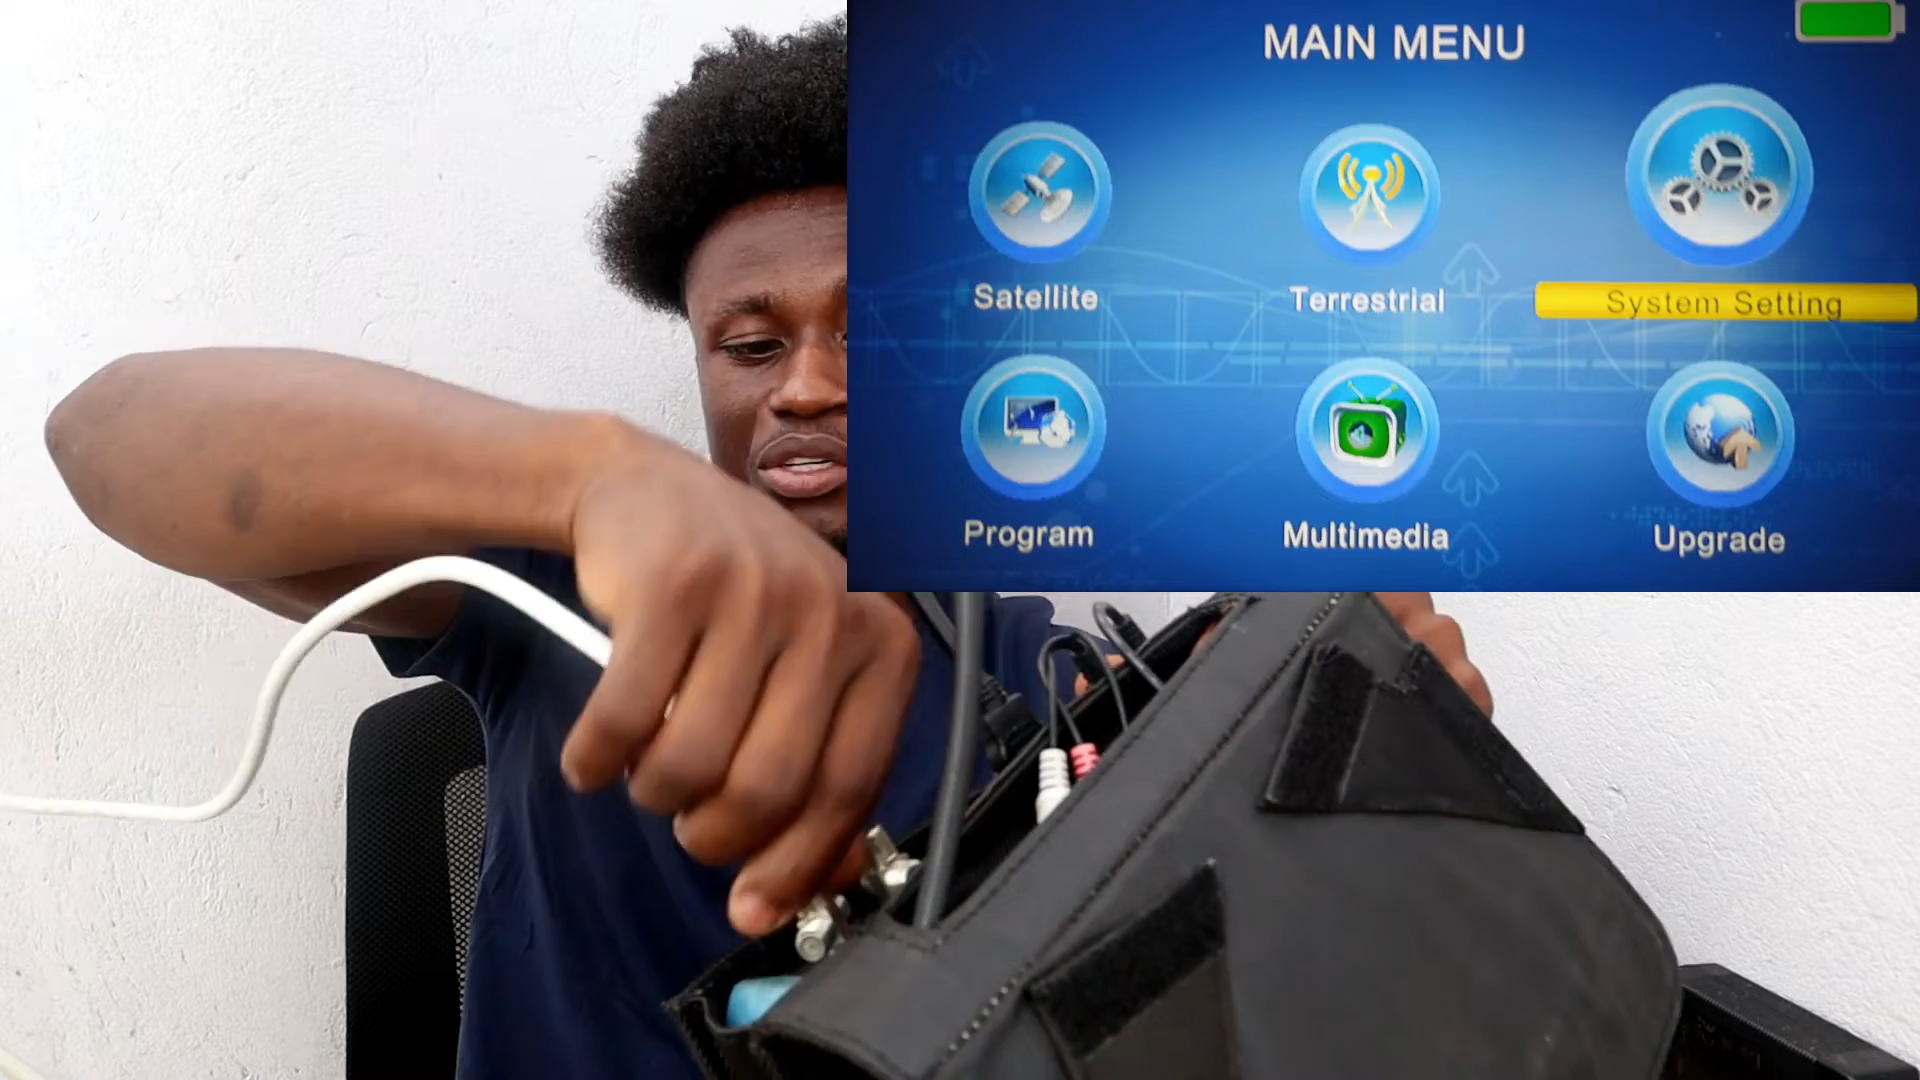 MAIN MENU
Satellite
Terrestrial
System Setting
Program
Multimedia
Upgrade